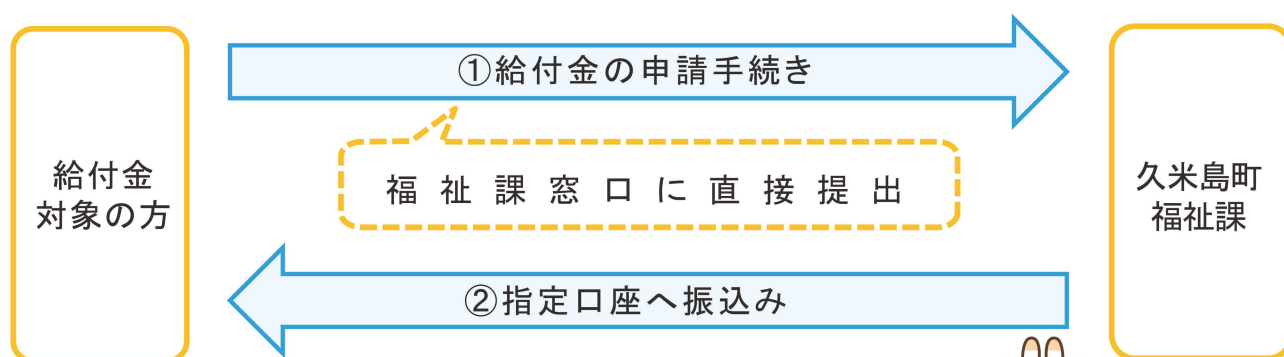 ①給付金の申請手続き
給付金
対象の方
福祉課窓口に直接提出
久米島町
福祉課
②指定口座へ振込み